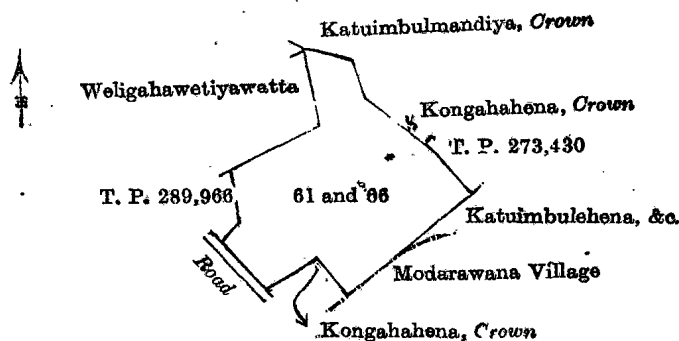 Katuimbulmandiya, Crown
Weligahawetiyawatta
Kongahahena, Crown
T. P. 273,430
T. P. 289,966
61 and 66
Katuimbulehena, &c.
Road
Modarawana Village
Kongahahena, Crown